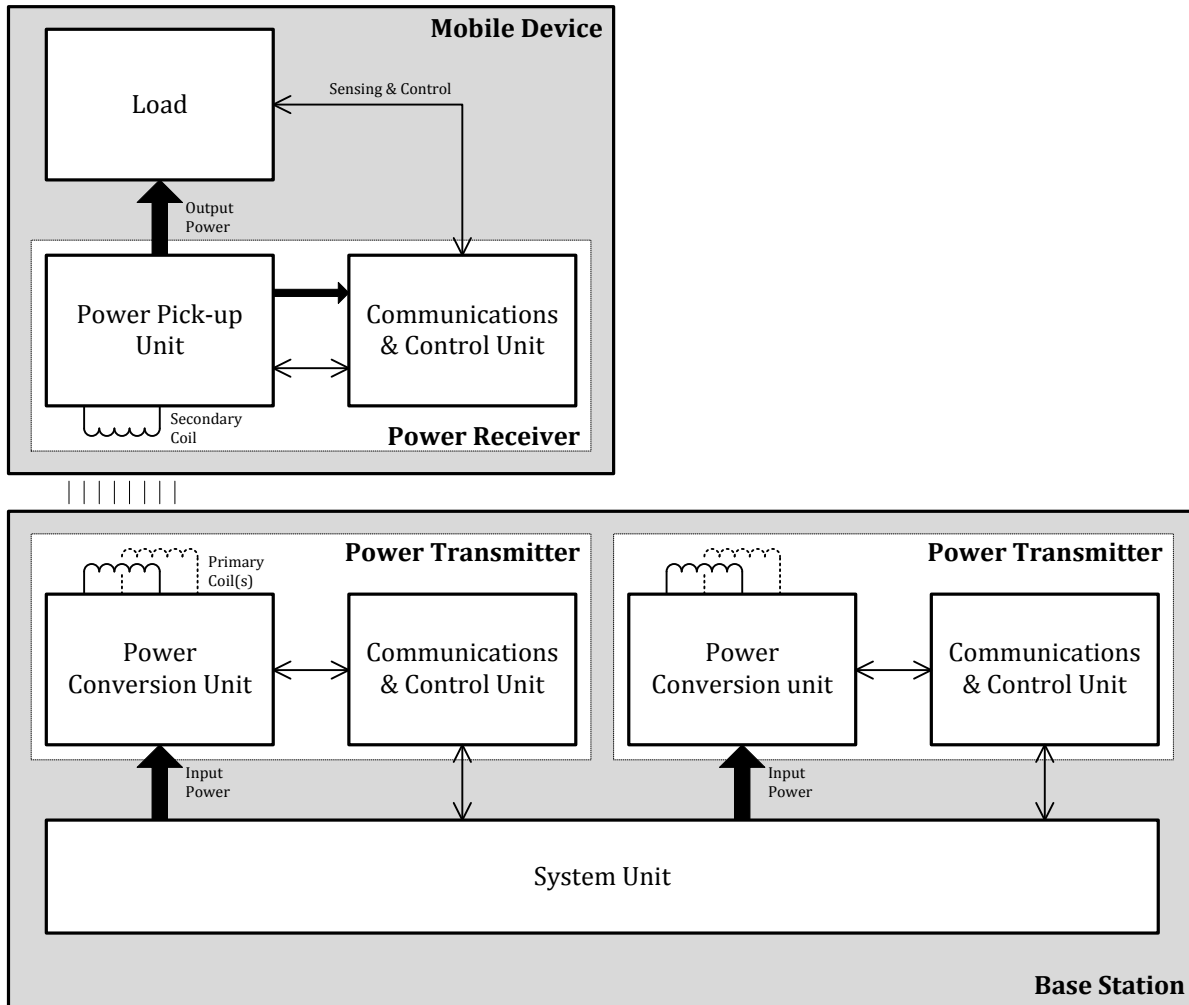 Mobile Device
Load
Sensing & Control
Output
Power
Power Pick-up
Unit
Communications
& Control Unit
Secondary
Coil
Power Receiver
Power Transmitter
Primary
Coil(s)
Power
Conversion Unit
Communications
& Control Unit
Input
Power
Power Transmitter
Power
Conversion unit
Communications
& Control Unit
Input
Power
System Unit
Base Station